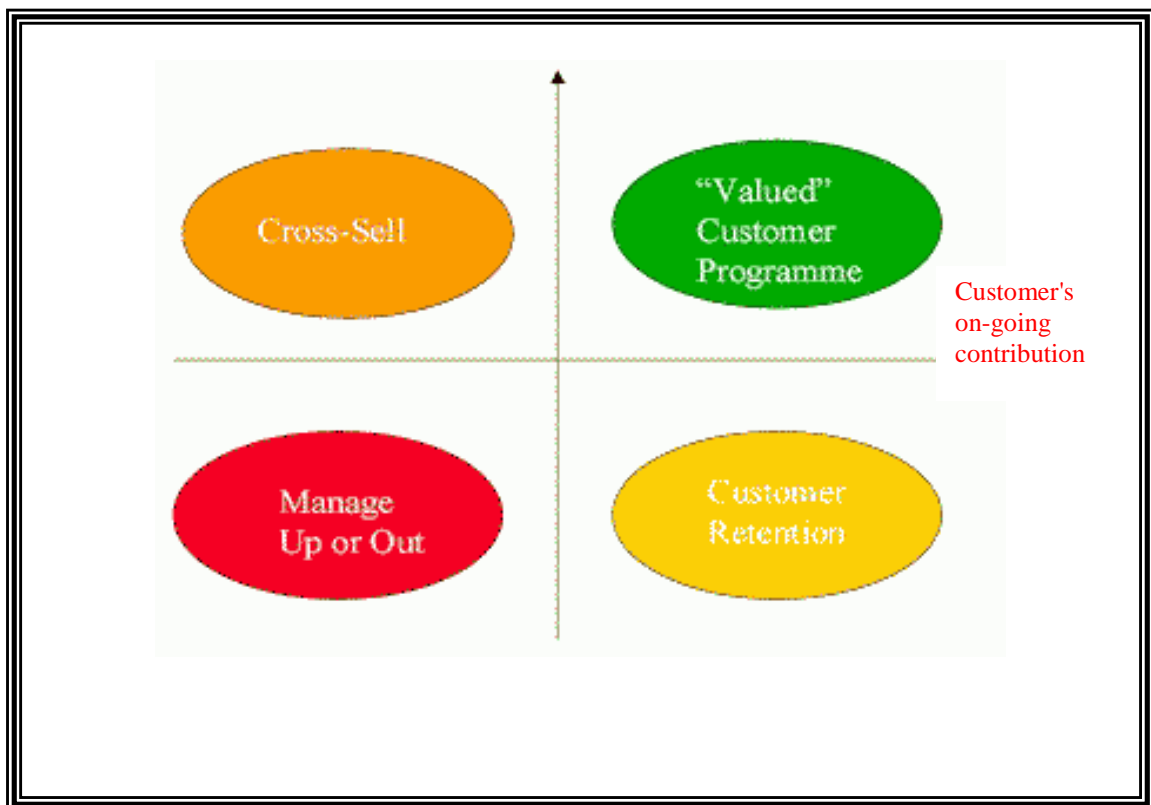 Cross-Sell
“Valued”
Customer
Programme
Customer's
on-going
contribution
Manage
Up or Out
Customer
Retention